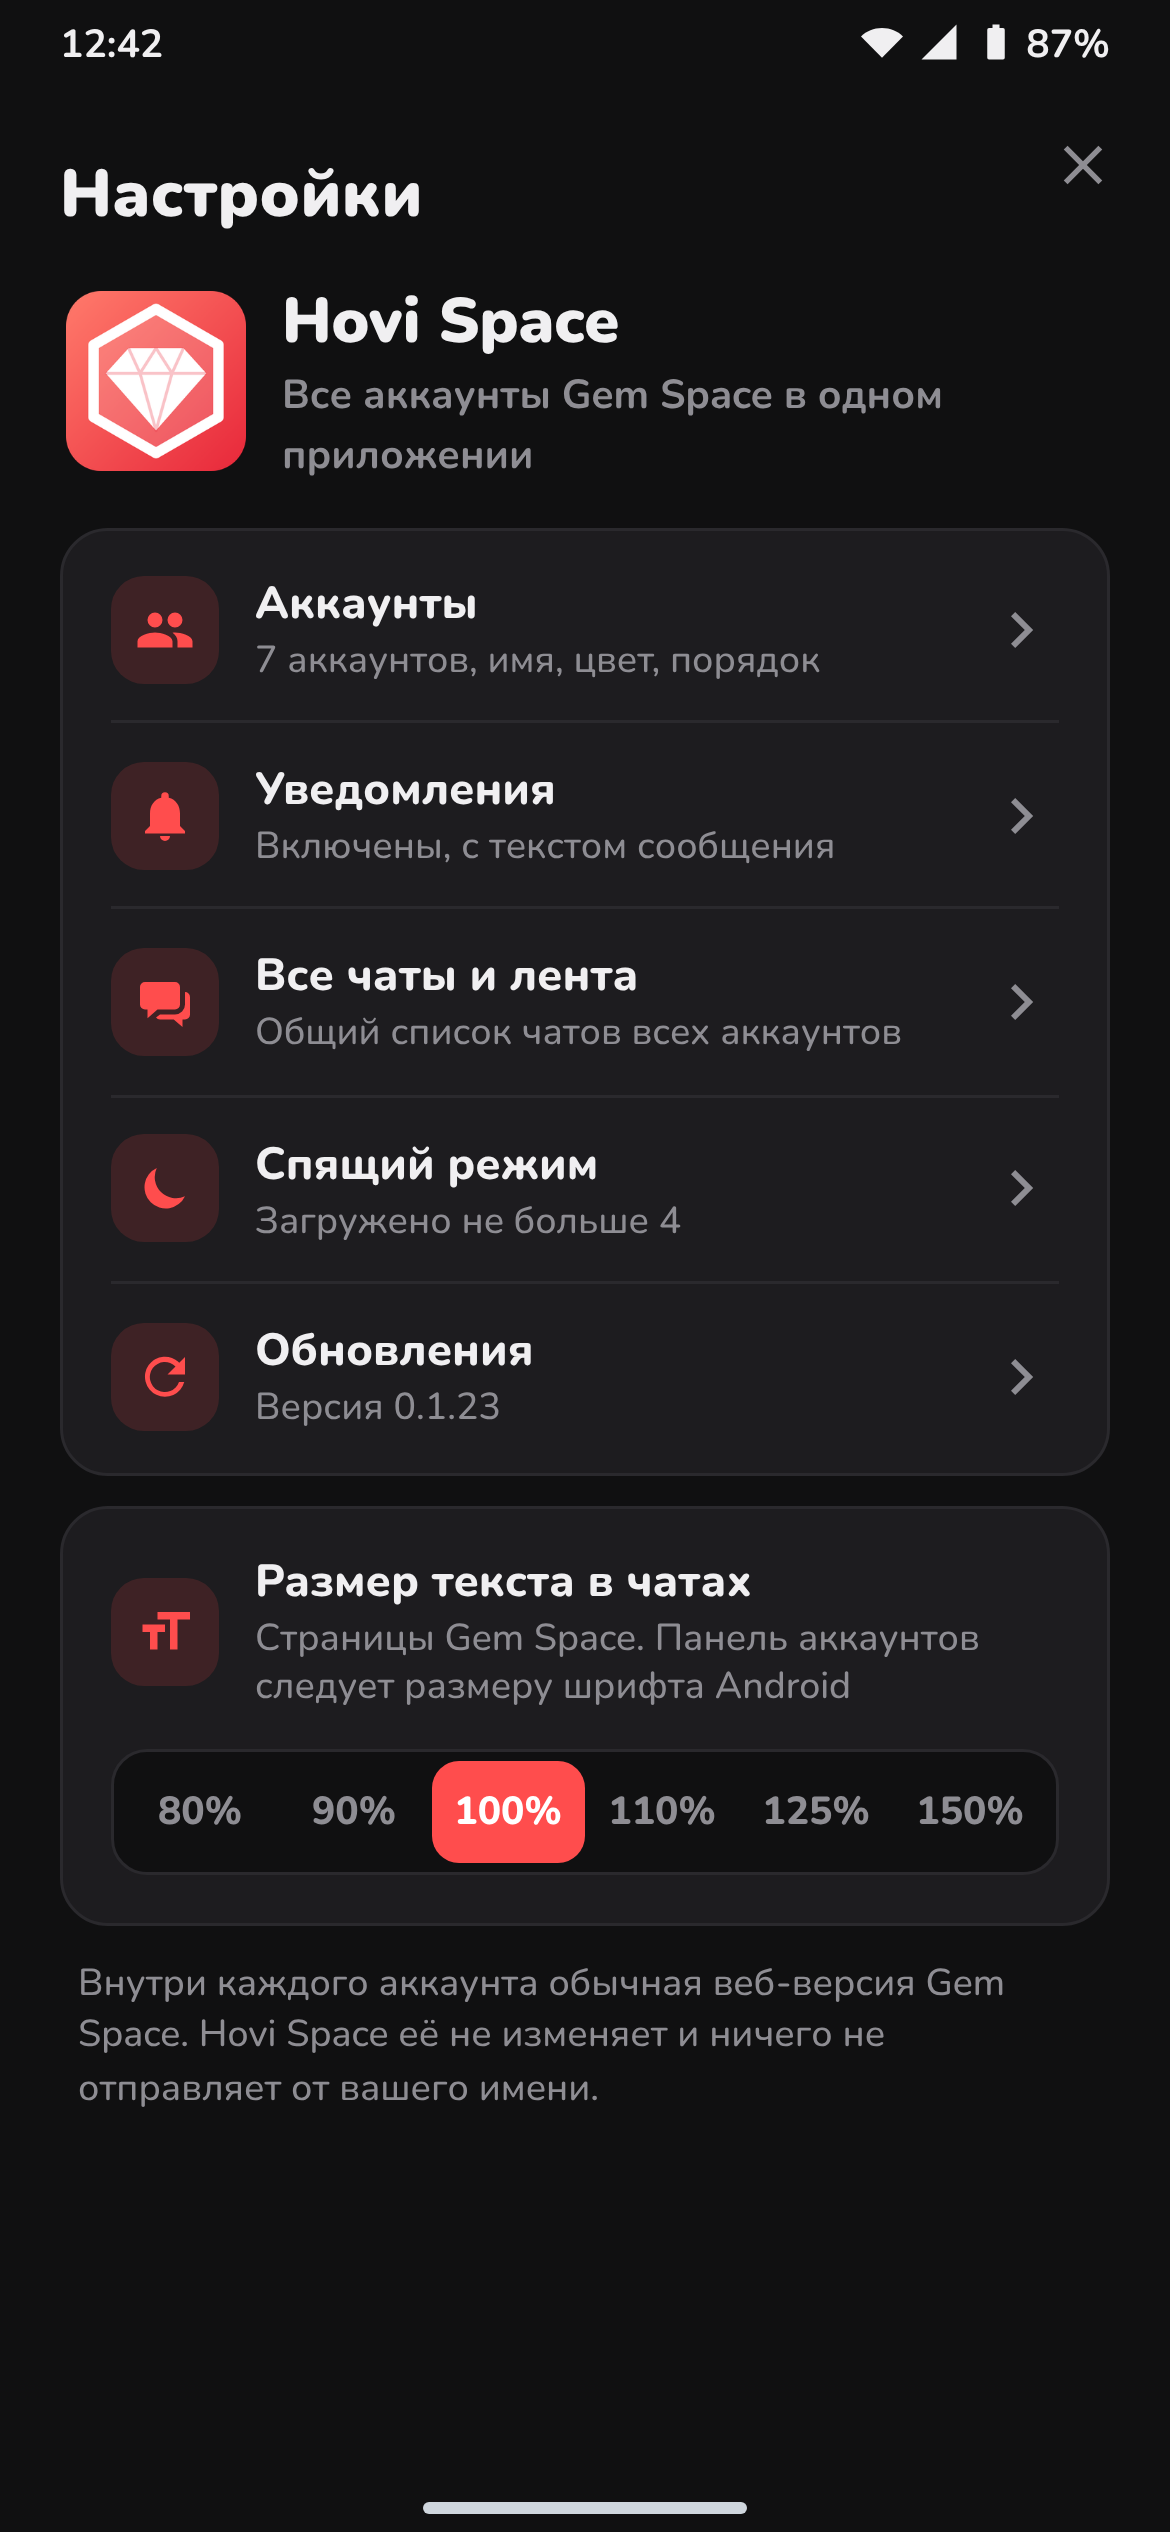 12:42
87%
Настройки
Hovi Space
Все аккаунты Gem Space в одном
приложении
Аккаунты
7 аккаунтов, имя, цвет, порядок
Уведомления
Включены, с текстом сообщения
Все чаты и лента
Общий список чатов всех аккаунтов
Спящий режим
Загружено не больше 4
Обновления
Версия 0.1.23
Размер текста в чатах
Страницы Gem Space. Панель аккаунтов
следует размеру шрифта Android
80% 90% 100% 110% 125% 150%
Внутри каждого аккаунта обычная веб-версия Gem
Space. Hovi Space её не изменяет и ничего не
отправляет от вашего имени.